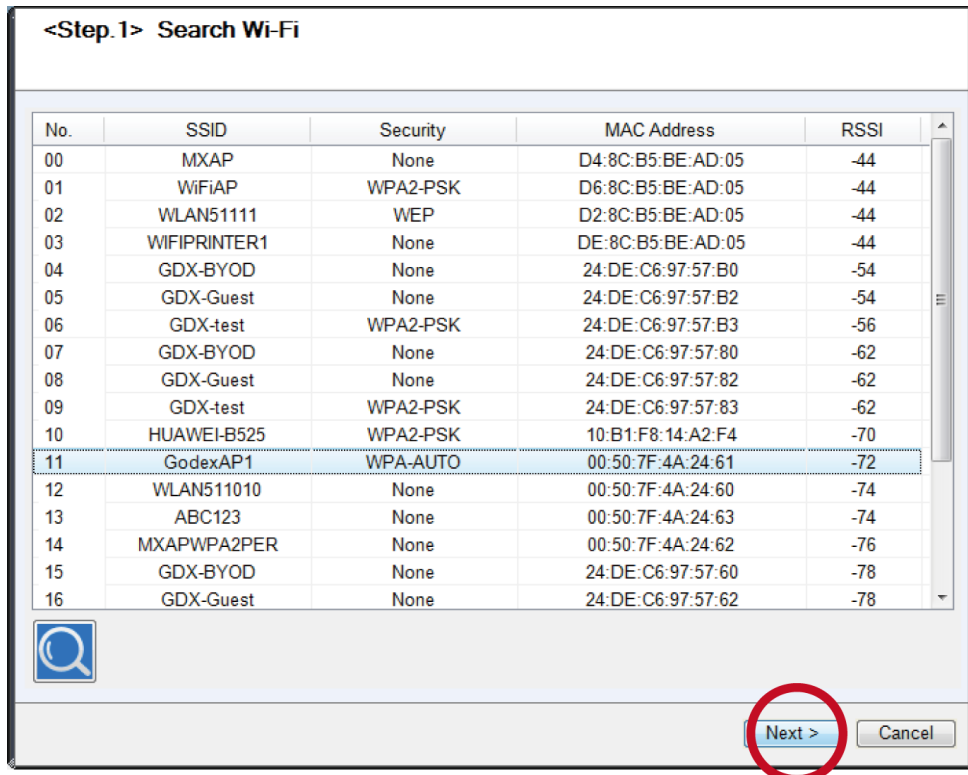 <Step.1> Search Wi-Fi
No. SSID Security MAC Address RSSI
00 MXAP None D4:8C:B5:BE:AD:05 -44
01 WiFiAP WPA2-PSK D6:8C:B5:BE:AD:05 -44
02 WLAN51111 WEP D2:8C:B5:BE:AD:05 -44
03 WIFIPRINTER1 None DE:8C:B5:BE:AD:05 -44
04 GDX-BYOD None 24:DE:C6:97:57:B0 -54
05 GDX-Guest None 24:DE:C6:97:57:B2 -54
06 GDX-test WPA2-PSK 24:DE:C6:97:57:B3 -56
07 GDX-BYOD None 24:DE:C6:97:57:80 -62
08 GDX-Guest None 24:DE:C6:97:57:82 -62
09 GDX-test WPA2-PSK 24:DE:C6:97:57:83 -62
10 HUAWEI-B525 WPA2-PSK 10:B1:F8:14:A2:F4 -70
11 GodexAP1 WPA-AUTO 00:50:7F:4A:24:61 -72
12 WLAN511010 None 00:50:7F:4A:24:60 -74
13 ABC123 None 00:50:7F:4A:24:63 -74
14 MXAPWPA2PER None 00:50:7F:4A:24:62 -76
15 GDX-BYOD None 24:DE:C6:97:57:60 -78
16 GDX-Guest None 24:DE:C6:97:57:62 -78
Next > Cancel